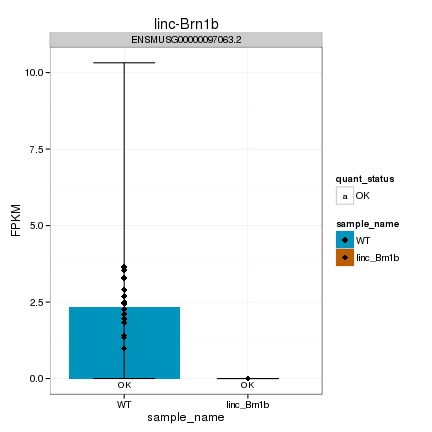 linc-Brn1b
ENSMUSG00000097063.2
10.0
7.5
5.0
2.5
0.0
FPKM
OK
OK
WT
linc_Brn1b
sample_name
quant_status
a OK
sample_name
WT
linc_Brn1b